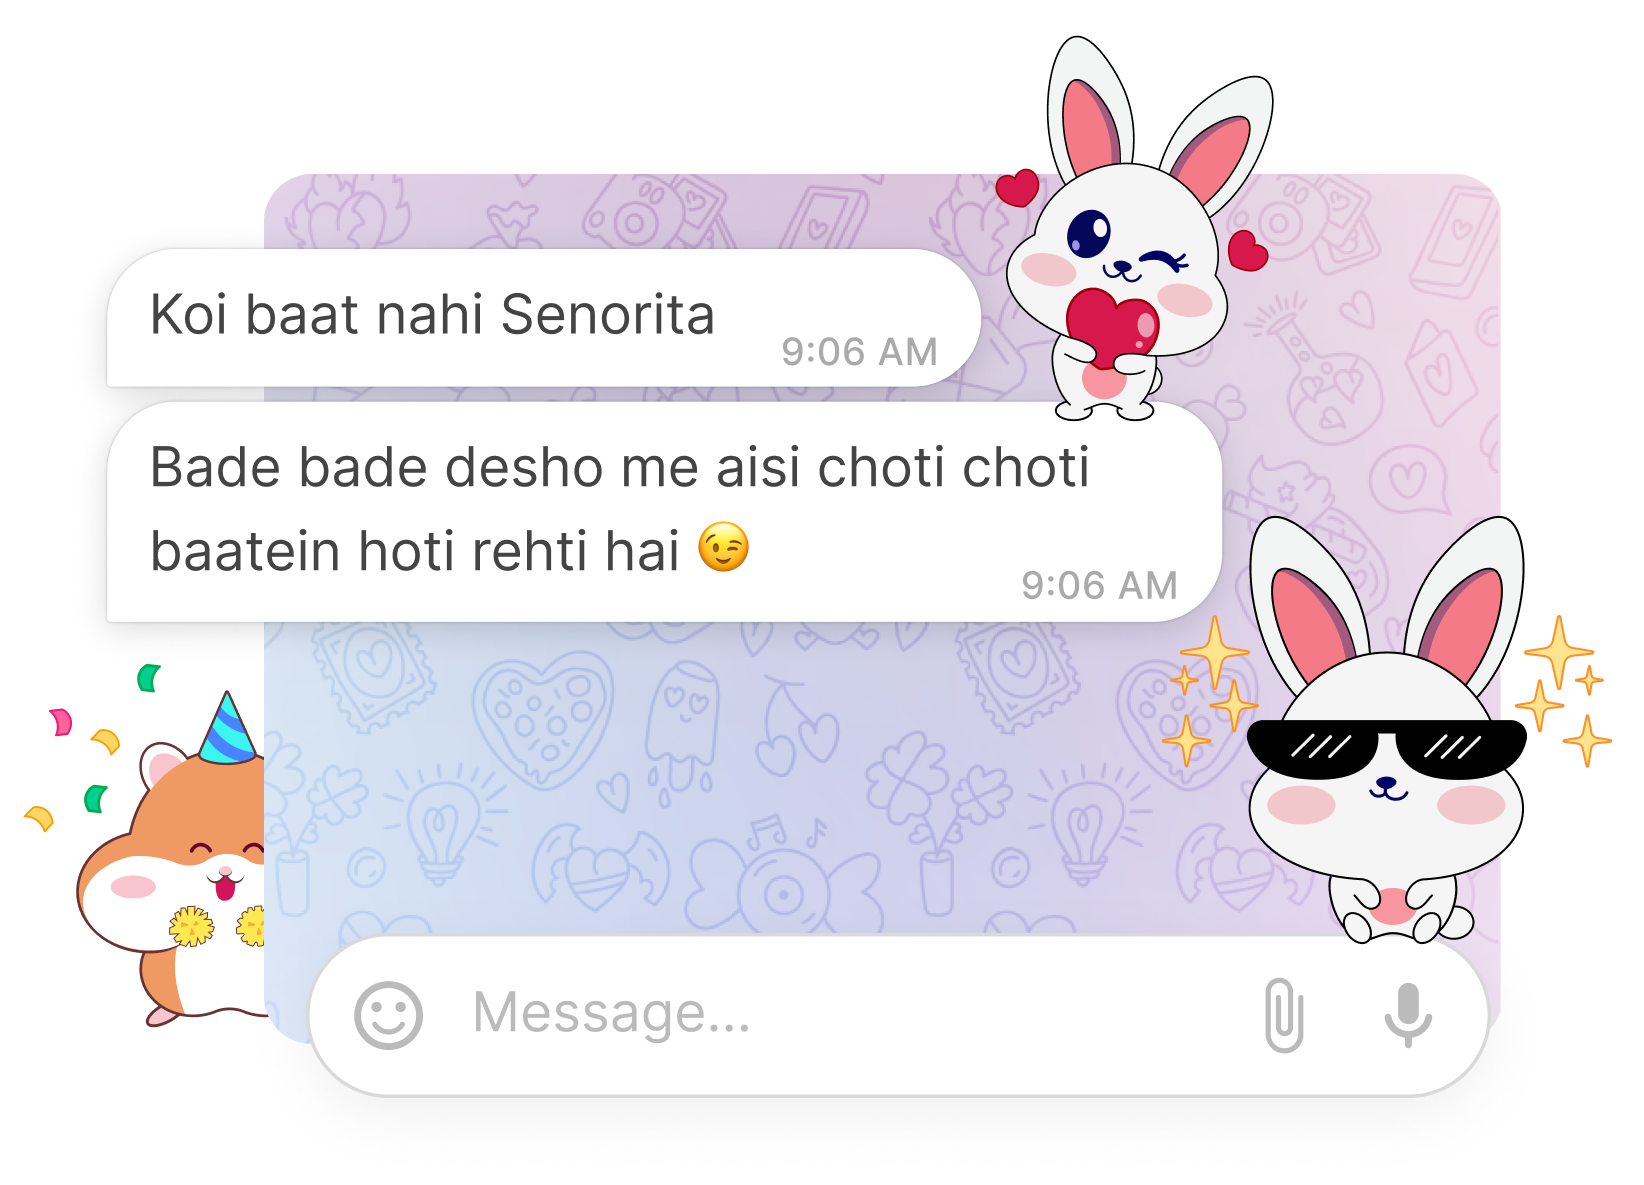 Koi baat nahi Senorita
9:06 AM
Bade bade desho me aisi choti choti
baatein hoti rehti hai 😉
9:06 AM
Message...